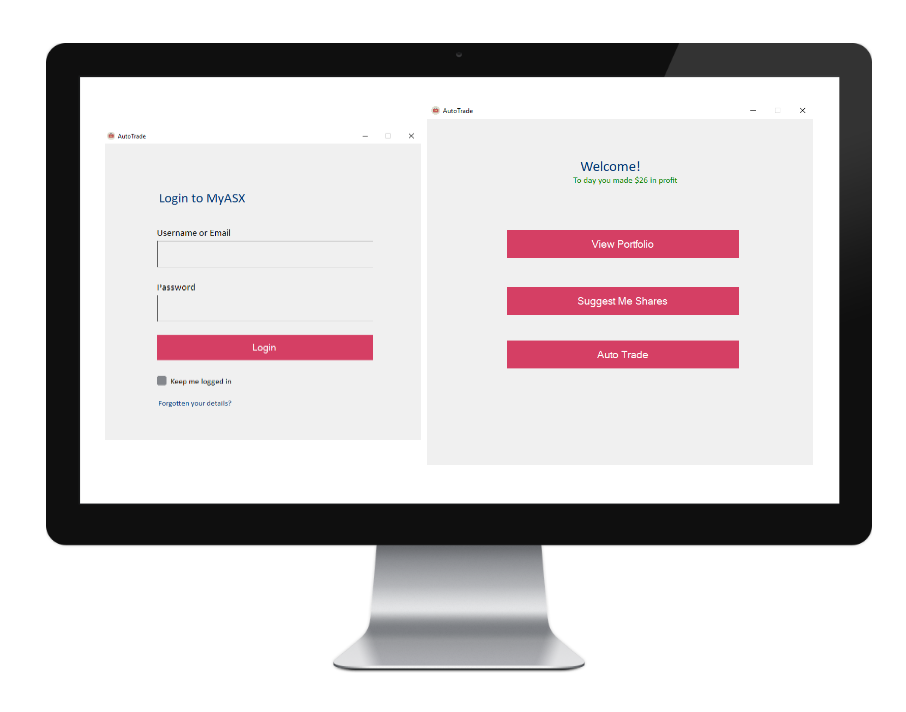 AutoTrade
Login to MyASX
Username or Email
Password
Login
Keep me logged in
Forgotten your details?
AutoTrade
Welcome!
To day you made $26 in profit
View Portfolio
Suggest Me Shares
Auto Trade